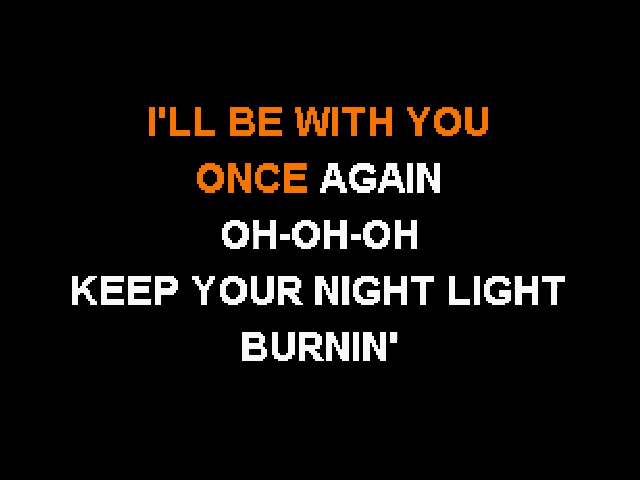 I'LL BE WITH YOU
ONCE AGAIN
OH-OH-OH
KEEP YOUR NIGHT LIGHT
BURNIN'